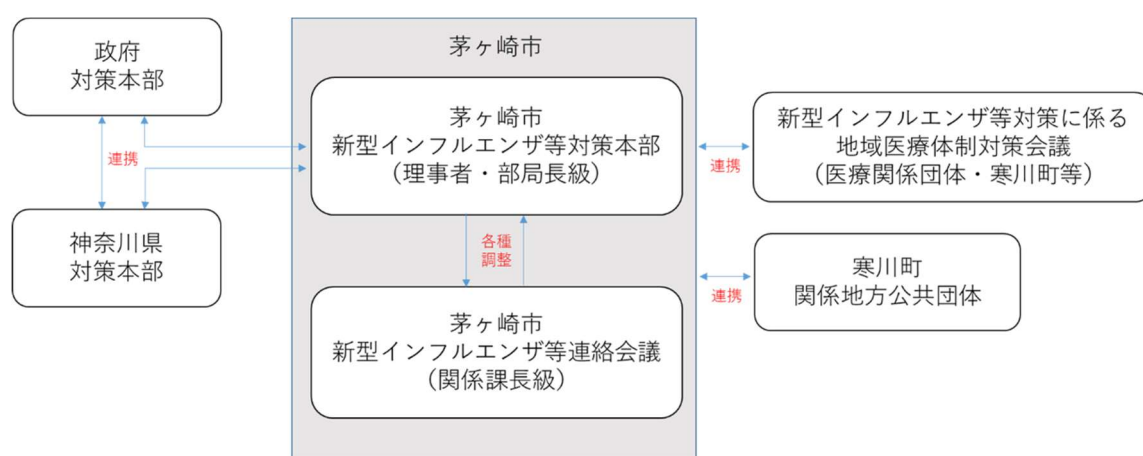 政府
対策本部
連携
神奈川県
対策本部
茅ヶ崎市
茅ヶ崎市
新型インフルエンザ等対策本部
（理事者・部局長級）
各種
調整
茅ヶ崎市
新型インフルエンザ等連絡会議
（関係課長級）
連携
新型インフルエンザ等対策に係る
地域医療体制対策会議
（医療関係団体・寒川町等）
連携
寒川町
関係地方公共団体